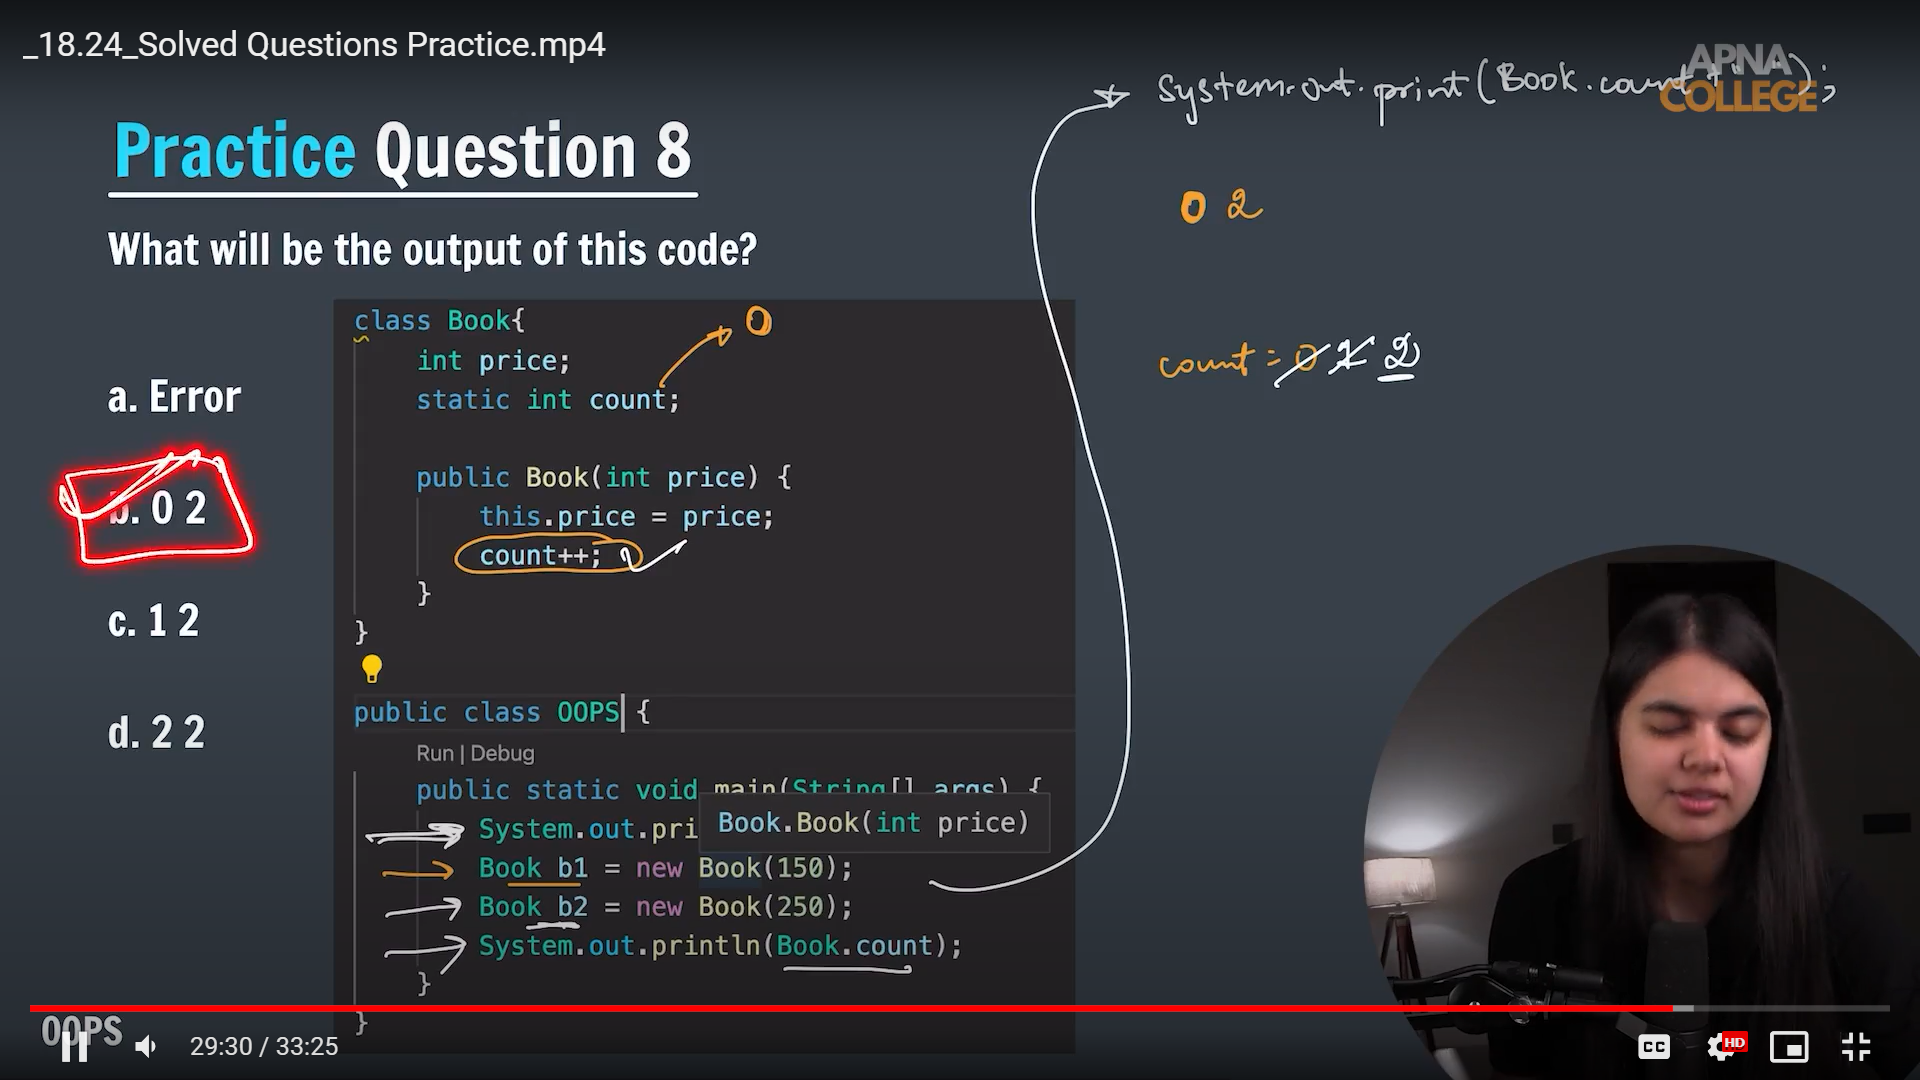 _18.24_Solved Questions Practice.mp4
APNA
COLLEGE
System.out.print(Book.count+" ");
Practice Question 8
What will be the output of this code?
0 2
count = 0 1 2
a. Error
b. 0 2
c. 1 2
d. 2 2
class Book{
0
int price;
static int count;
public Book(int price) {
this.price = price;
count++;
}
}
public class OOPS {
Run | Debug
public static void main(String[] args) {
System.out.pri
Book.Book(int price)
Book b1 = new Book(150);
Book b2 = new Book(250);
System.out.println(Book.count);
}
}
OOPS
29:30 / 33:25
CC
HD